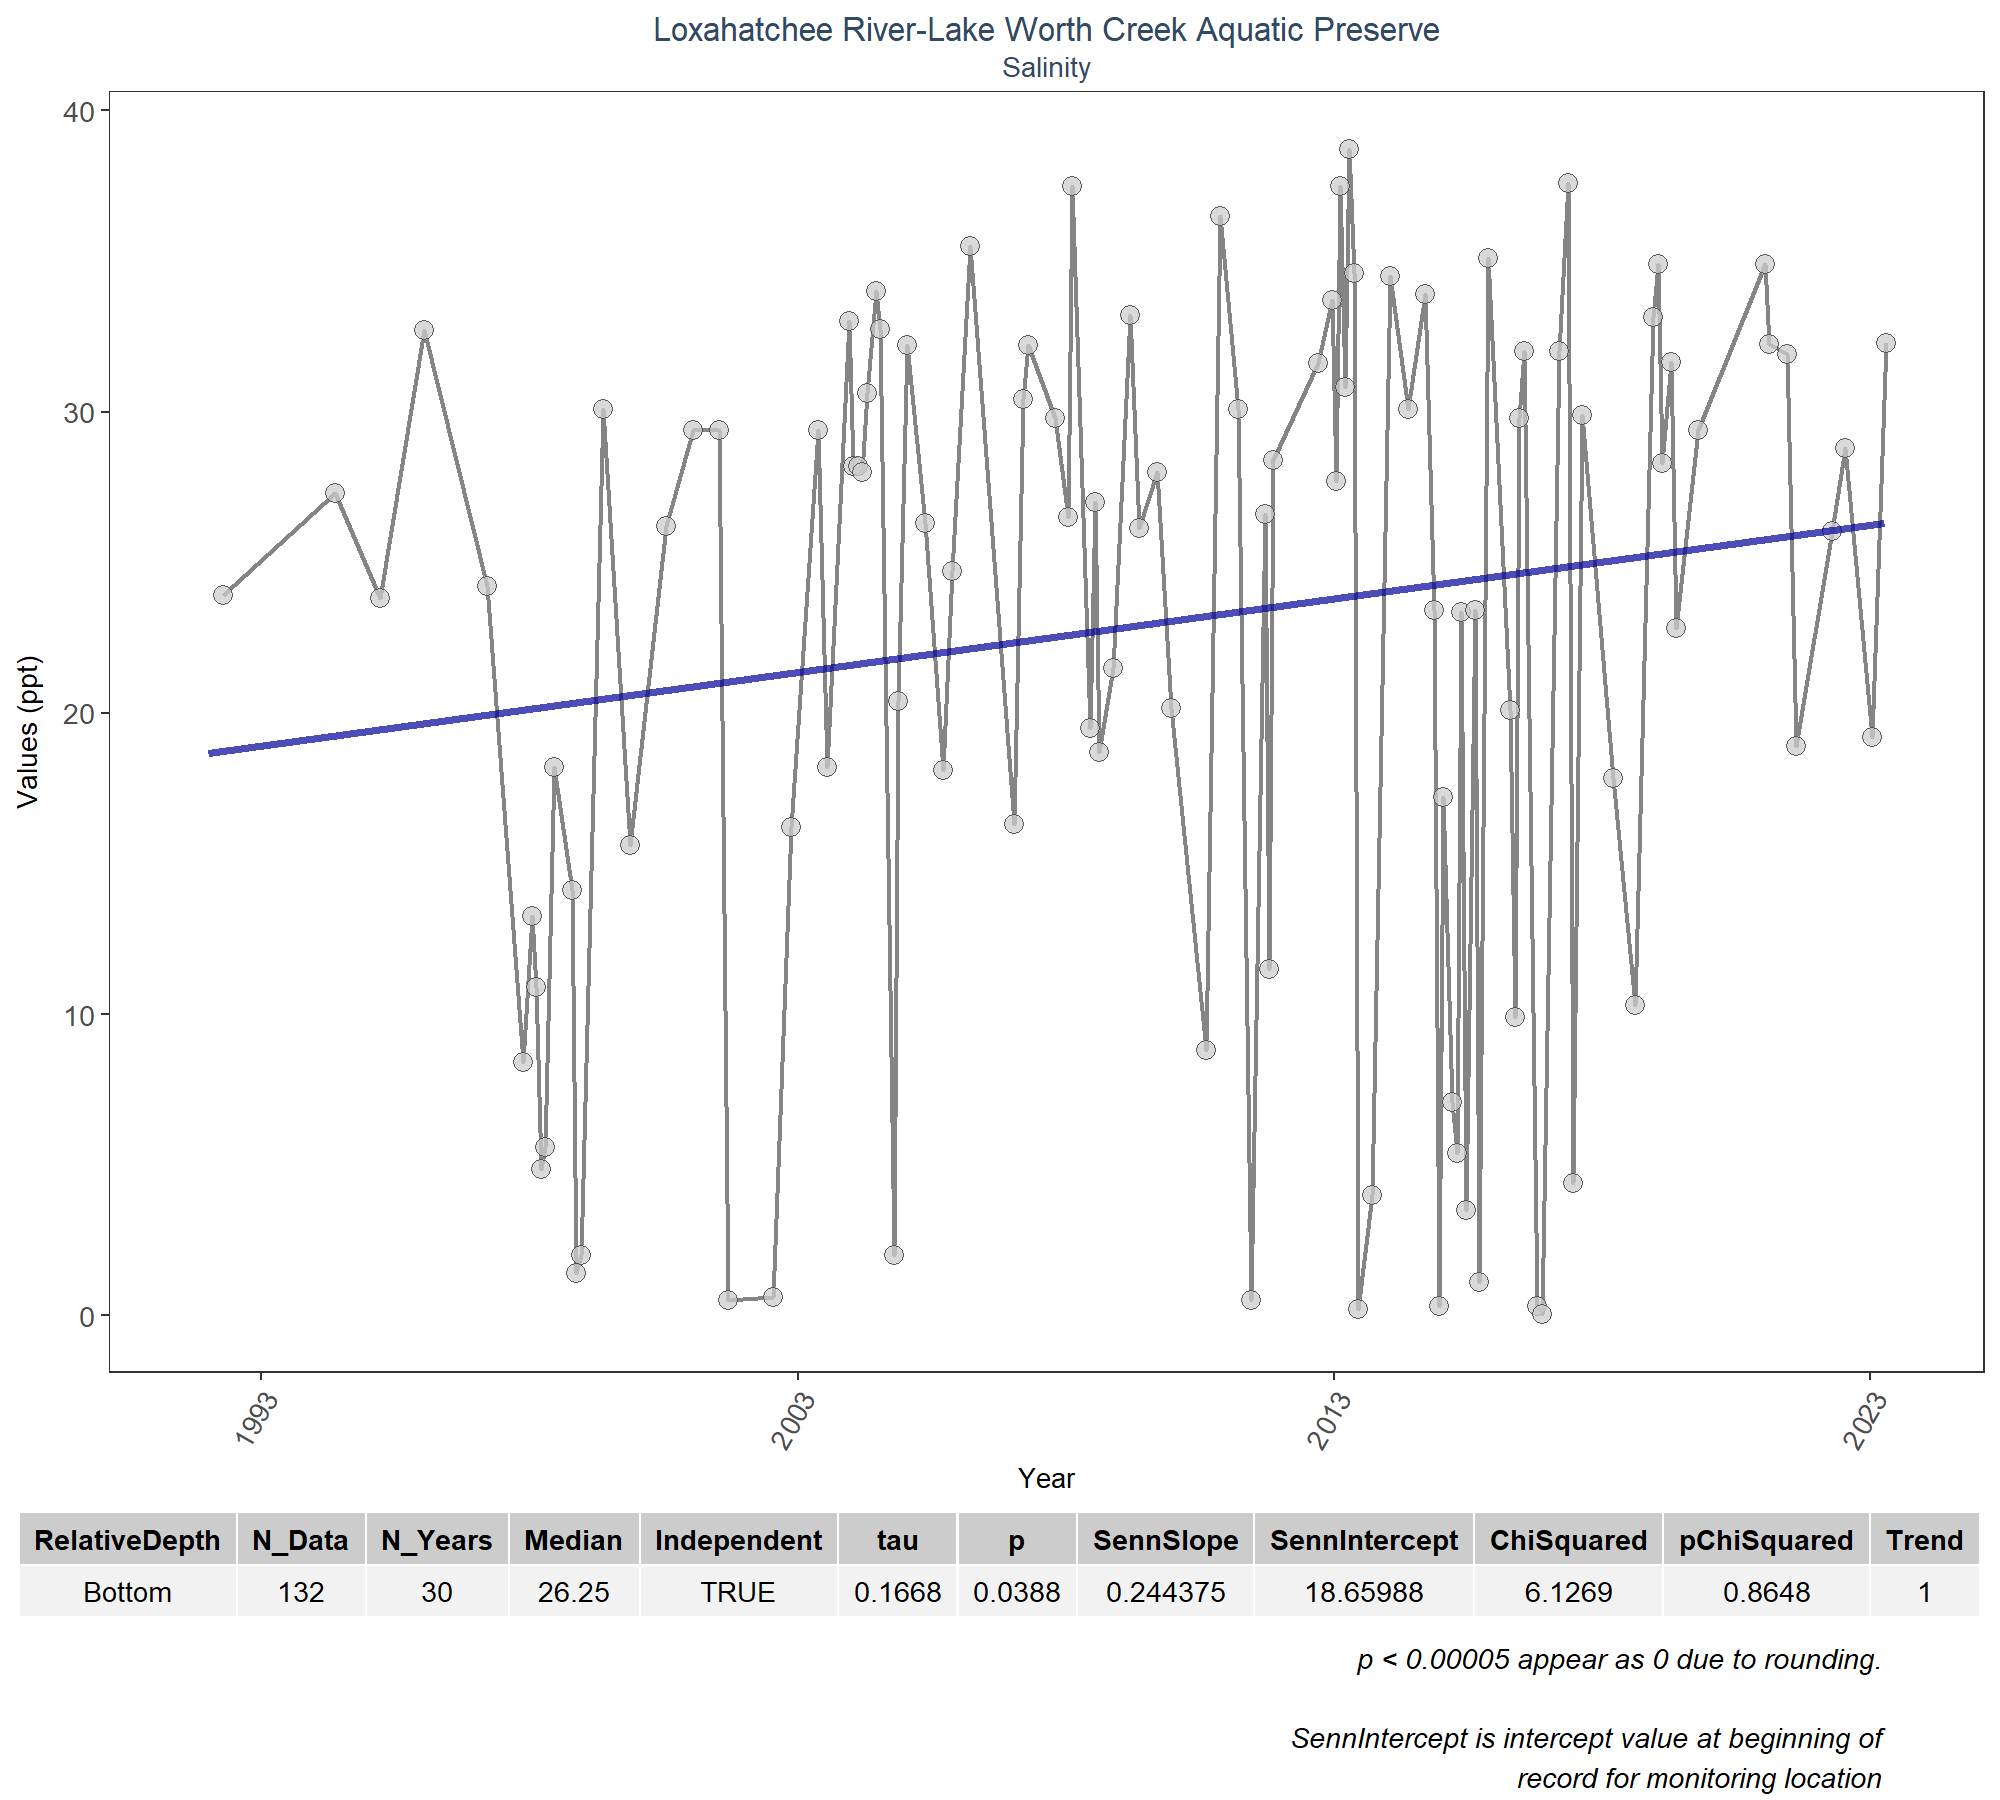 Loxahatchee River-Lake Worth Creek Aquatic Preserve
Salinity
40
30
20
10
0
Values (ppt)
1993
2003
2013
2023
Year
RelativeDepth N_Data N_Years Median Independent tau p SennSlope SennIntercept ChiSquared pChiSquared Trend
Bottom 132 30 26.25 TRUE 0.1668 0.0388 0.244375 18.65988 6.1269 0.8648 1
p < 0.00005 appear as 0 due to rounding.
SennIntercept is intercept value at beginning of
record for monitoring location